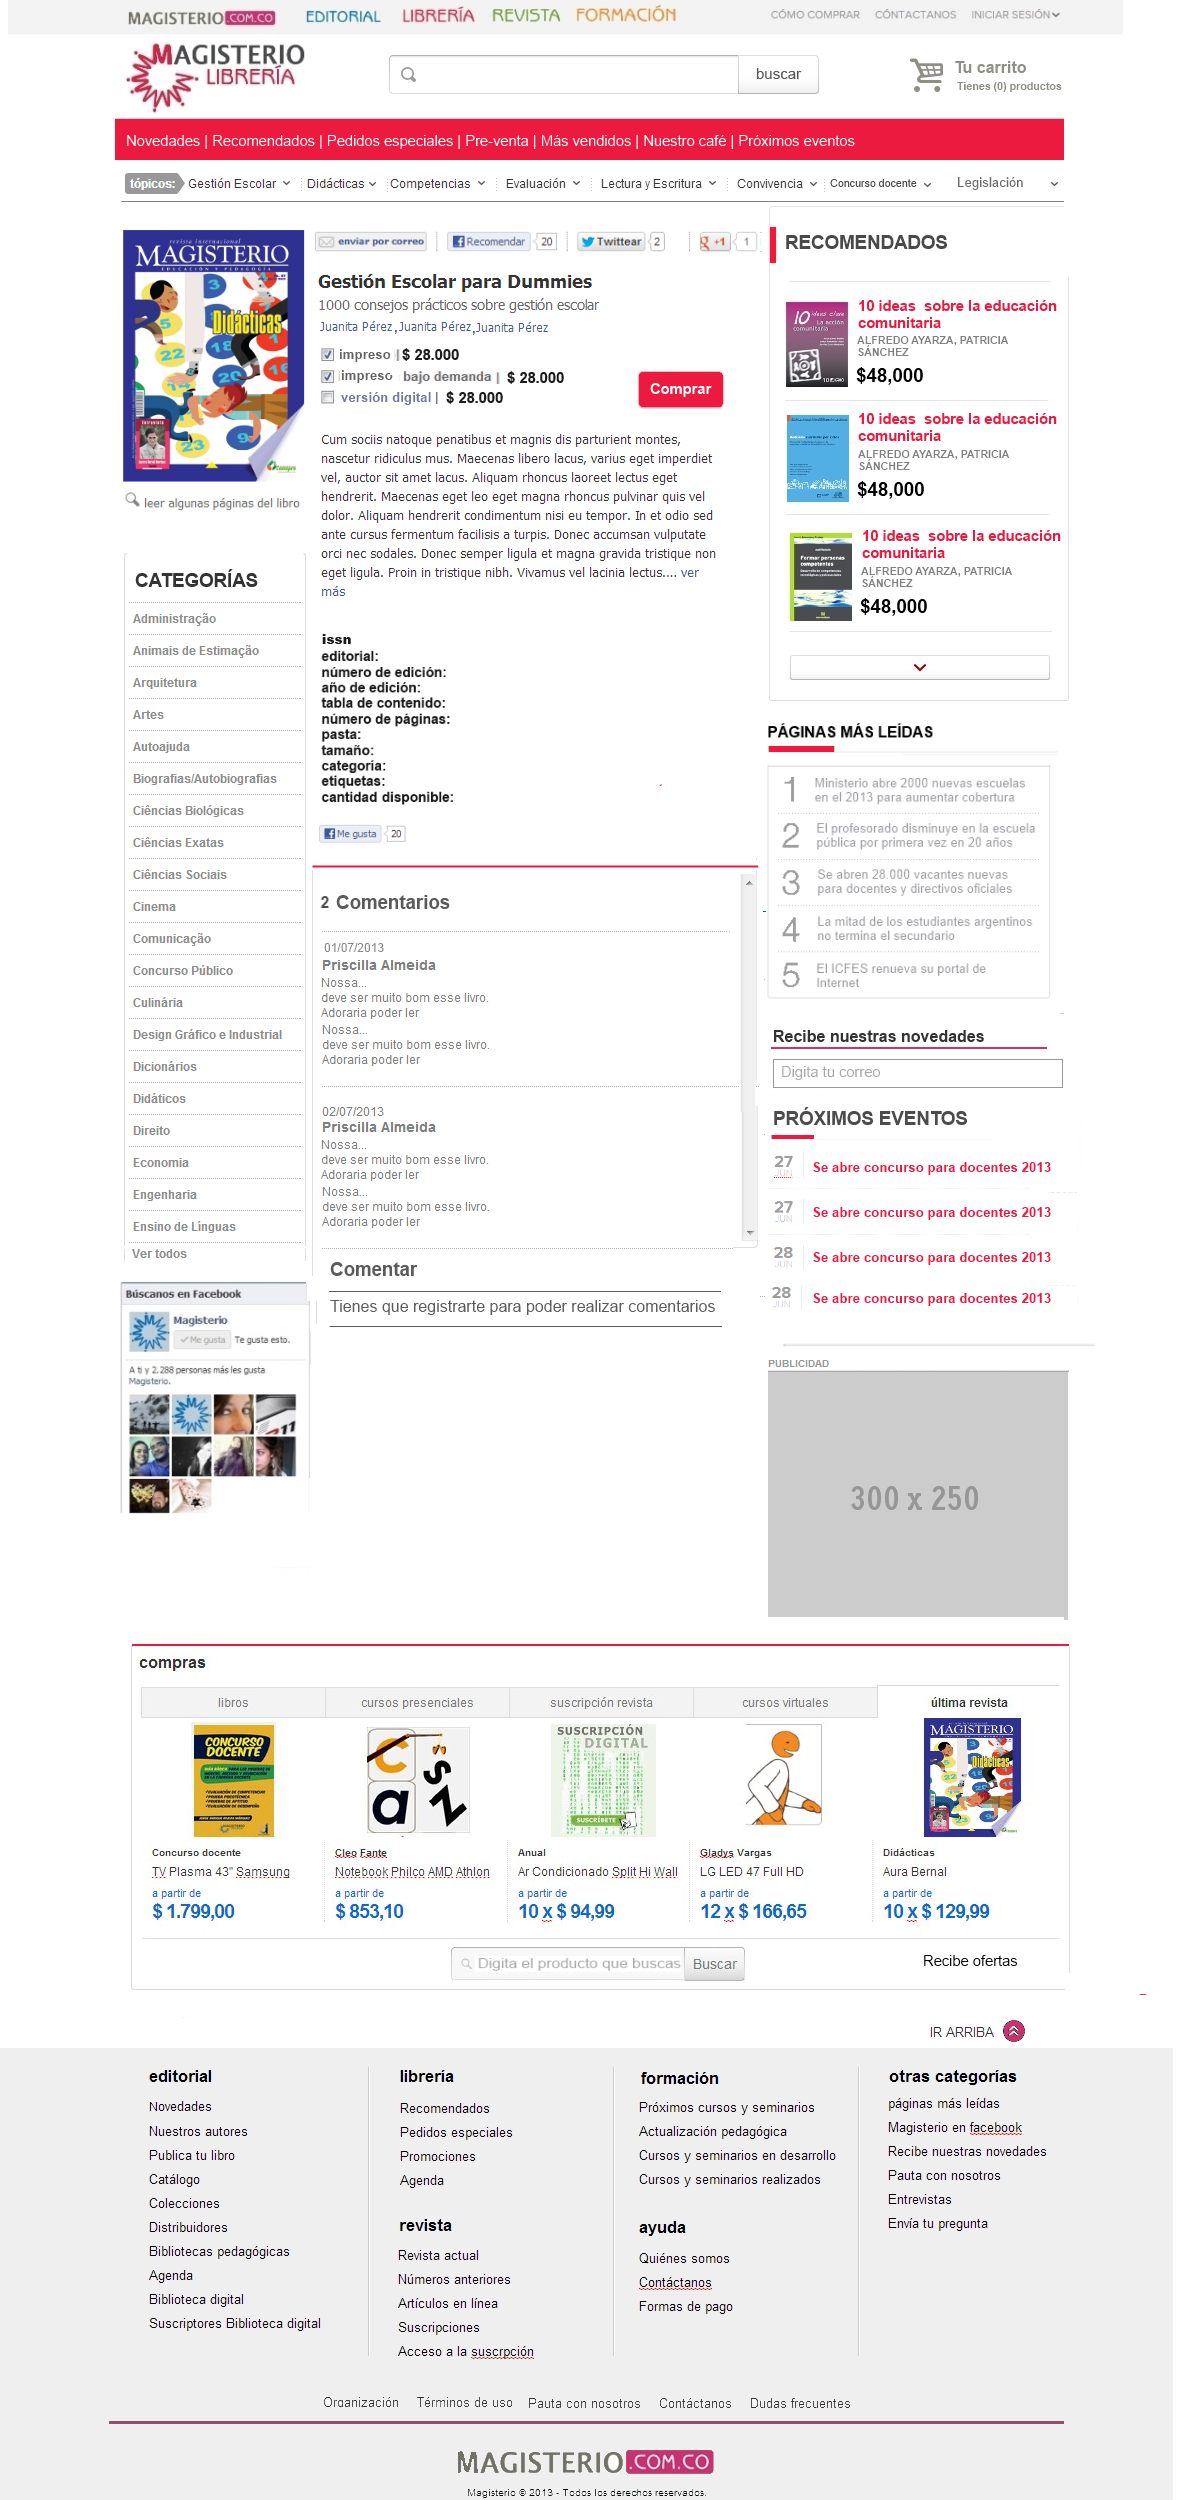 MAGISTERIO.COM.CO EDITORIAL LIBRERÍA REVISTA FORMACIÓN CÓMO COMPRAR CÓNTACTANOS INICIAR SESIÓN
MAGISTERIO
LIBRERÍA
buscar
Tu carrito
Tienes (0) productos
Novedades | Recomendados | Pedidos especiales | Pre-venta | Más vendidos | Nuestro café | Próximos eventos
tópicos: Gestión Escolar Didácticas Competencias Evaluación Lectura y Escritura Convivencia Concurso docente Legislación
revista internacional
MAGISTERIO
EDUCACIÓN Y PEDAGOGÍA
Didácticas
leer algunas páginas del libro
enviar por correo Recomendar 20 Twittear 2 +1 1
Gestión Escolar para Dummies
1000 consejos prácticos sobre gestión escolar
Juanita Pérez,Juanita Pérez,Juanita Pérez
impreso |$ 28.000
impreso bajo demanda | $ 28.000
versión digital | $ 28.000
Comprar
Cum sociis natoque penatibus et magnis dis parturient montes,
nascetur ridiculus mus. Maecenas libero lacus, varius eget imperdiet
vel, auctor sit amet lacus. Aliquam rhoncus laoreet lectus eget
hendrerit. Maecenas eget leo eget magna rhoncus pulvinar quis vel
dolor. Aliquam hendrerit condimentum nisi eu tempor. In et odio sed
ante cursus fermentum facilisis a turpis. Donec accumsan vulputate
orci nec sodales. Donec semper ligula et magna gravida tristique non
eget ligula. Proin in tristique nibh. Vivamus vel lacinia lectus.... ver
más
issn
editorial:
número de edición:
año de edición:
tabla de contenido:
número de páginas:
pasta:
tamaño:
categoría:
etiquetas:
cantidad disponible:
Me gusta 20
CATEGORÍAS
Administração
Animais de Estimação
Arquitetura
Artes
Autoajuda
Biografias/Autobiografias
Ciências Biológicas
Ciências Exatas
Ciências Sociais
Cinema
Comunicação
Concurso Público
Culinária
Design Gráfico e Industrial
Dicionários
Didáticos
Direito
Economia
Engenharia
Ensino de Línguas
Ver todos
Búscanos en Facebook
Magisterio
Me gusta Te gusta esto.
A ti y 2.288 personas más les gusta
Magisterio.
2 Comentarios
01/07/2013
Priscilla Almeida
Nossa...
deve ser muito bom esse livro.
Adoraria poder ler
Nossa...
deve ser muito bom esse livro.
Adoraria poder ler
02/07/2013
Priscilla Almeida
Nossa...
deve ser muito bom esse livro.
Adoraria poder ler
Nossa...
deve ser muito bom esse livro.
Adoraria poder ler
Comentar
Tienes que registrarte para poder realizar comentarios
RECOMENDADOS
10 ideas clave
La acción
comunitaria
10 ideas sobre la educación
comunitaria
ALFREDO AYARZA, PATRICIA
SÁNCHEZ
$48,000
10 ideas sobre la educación
comunitaria
ALFREDO AYARZA, PATRICIA
SÁNCHEZ
$48,000
Formar personas
competentes
10 ideas sobre la educación
comunitaria
ALFREDO AYARZA, PATRICIA
SÁNCHEZ
$48,000
PÁGINAS MÁS LEÍDAS
1 Ministerio abre 2000 nuevas escuelas
en el 2013 para aumentar cobertura
2 El profesorado disminuye en la escuela
pública por primera vez en 20 años
3 Se abren 28.000 vacantes nuevas
para docentes y directivos oficiales
4 La mitad de los estudiantes argentinos
no termina el secundario
5 El ICFES renueva su portal de
Internet
Recibe nuestras novedades
Digita tu correo
PRÓXIMOS EVENTOS
27 JUN Se abre concurso para docentes 2013
27 JUN Se abre concurso para docentes 2013
28 JUN Se abre concurso para docentes 2013
28 JUN Se abre concurso para docentes 2013
PUBLICIDAD
300 x 250
compras
libros cursos presenciales suscripción revista cursos virtuales última revista
CONCURSO
DOCENTE
SUSCRIPCIÓN
DIGITAL
SUSCRÍBETE
MAGISTERIO
Didácticas
Concurso docente
TV Plasma 43" Samsung
a partir de
$ 1.799,00
Cleo Fante
Notebook Philco AMD Athlon
a partir de
$ 853,10
Anual
Ar Condicionado Split Hi Wall
a partir de
10 x $ 94,99
Gladys Vargas
LG LED 47 Full HD
a partir de
12 x $ 166,65
Didácticas
Aura Bernal
a partir de
10 x $ 129,99
Digita el producto que buscas Buscar
Recibe ofertas
IR ARRIBA
editorial
Novedades
Nuestros autores
Publica tu libro
Catálogo
Colecciones
Distribuidores
Bibliotecas pedagógicas
Agenda
Biblioteca digital
Suscriptores Biblioteca digital
librería
Recomendados
Pedidos especiales
Promociones
Agenda
revista
Revista actual
Números anteriores
Artículos en línea
Suscripciones
Acceso a la suscrpción
formación
Próximos cursos y seminarios
Actualización pedagógica
Cursos y seminarios en desarrollo
Cursos y seminarios realizados
ayuda
Quiénes somos
Contáctanos
Formas de pago
otras categorías
páginas más leídas
Magisterio en facebook
Recibe nuestras novedades
Pauta con nosotros
Entrevistas
Envía tu pregunta
Organización Términos de uso Pauta con nosotros Contáctanos Dudas frecuentes
MAGISTERIO.COM.CO
Magisterio © 2013 - Todos los derechos reservados.